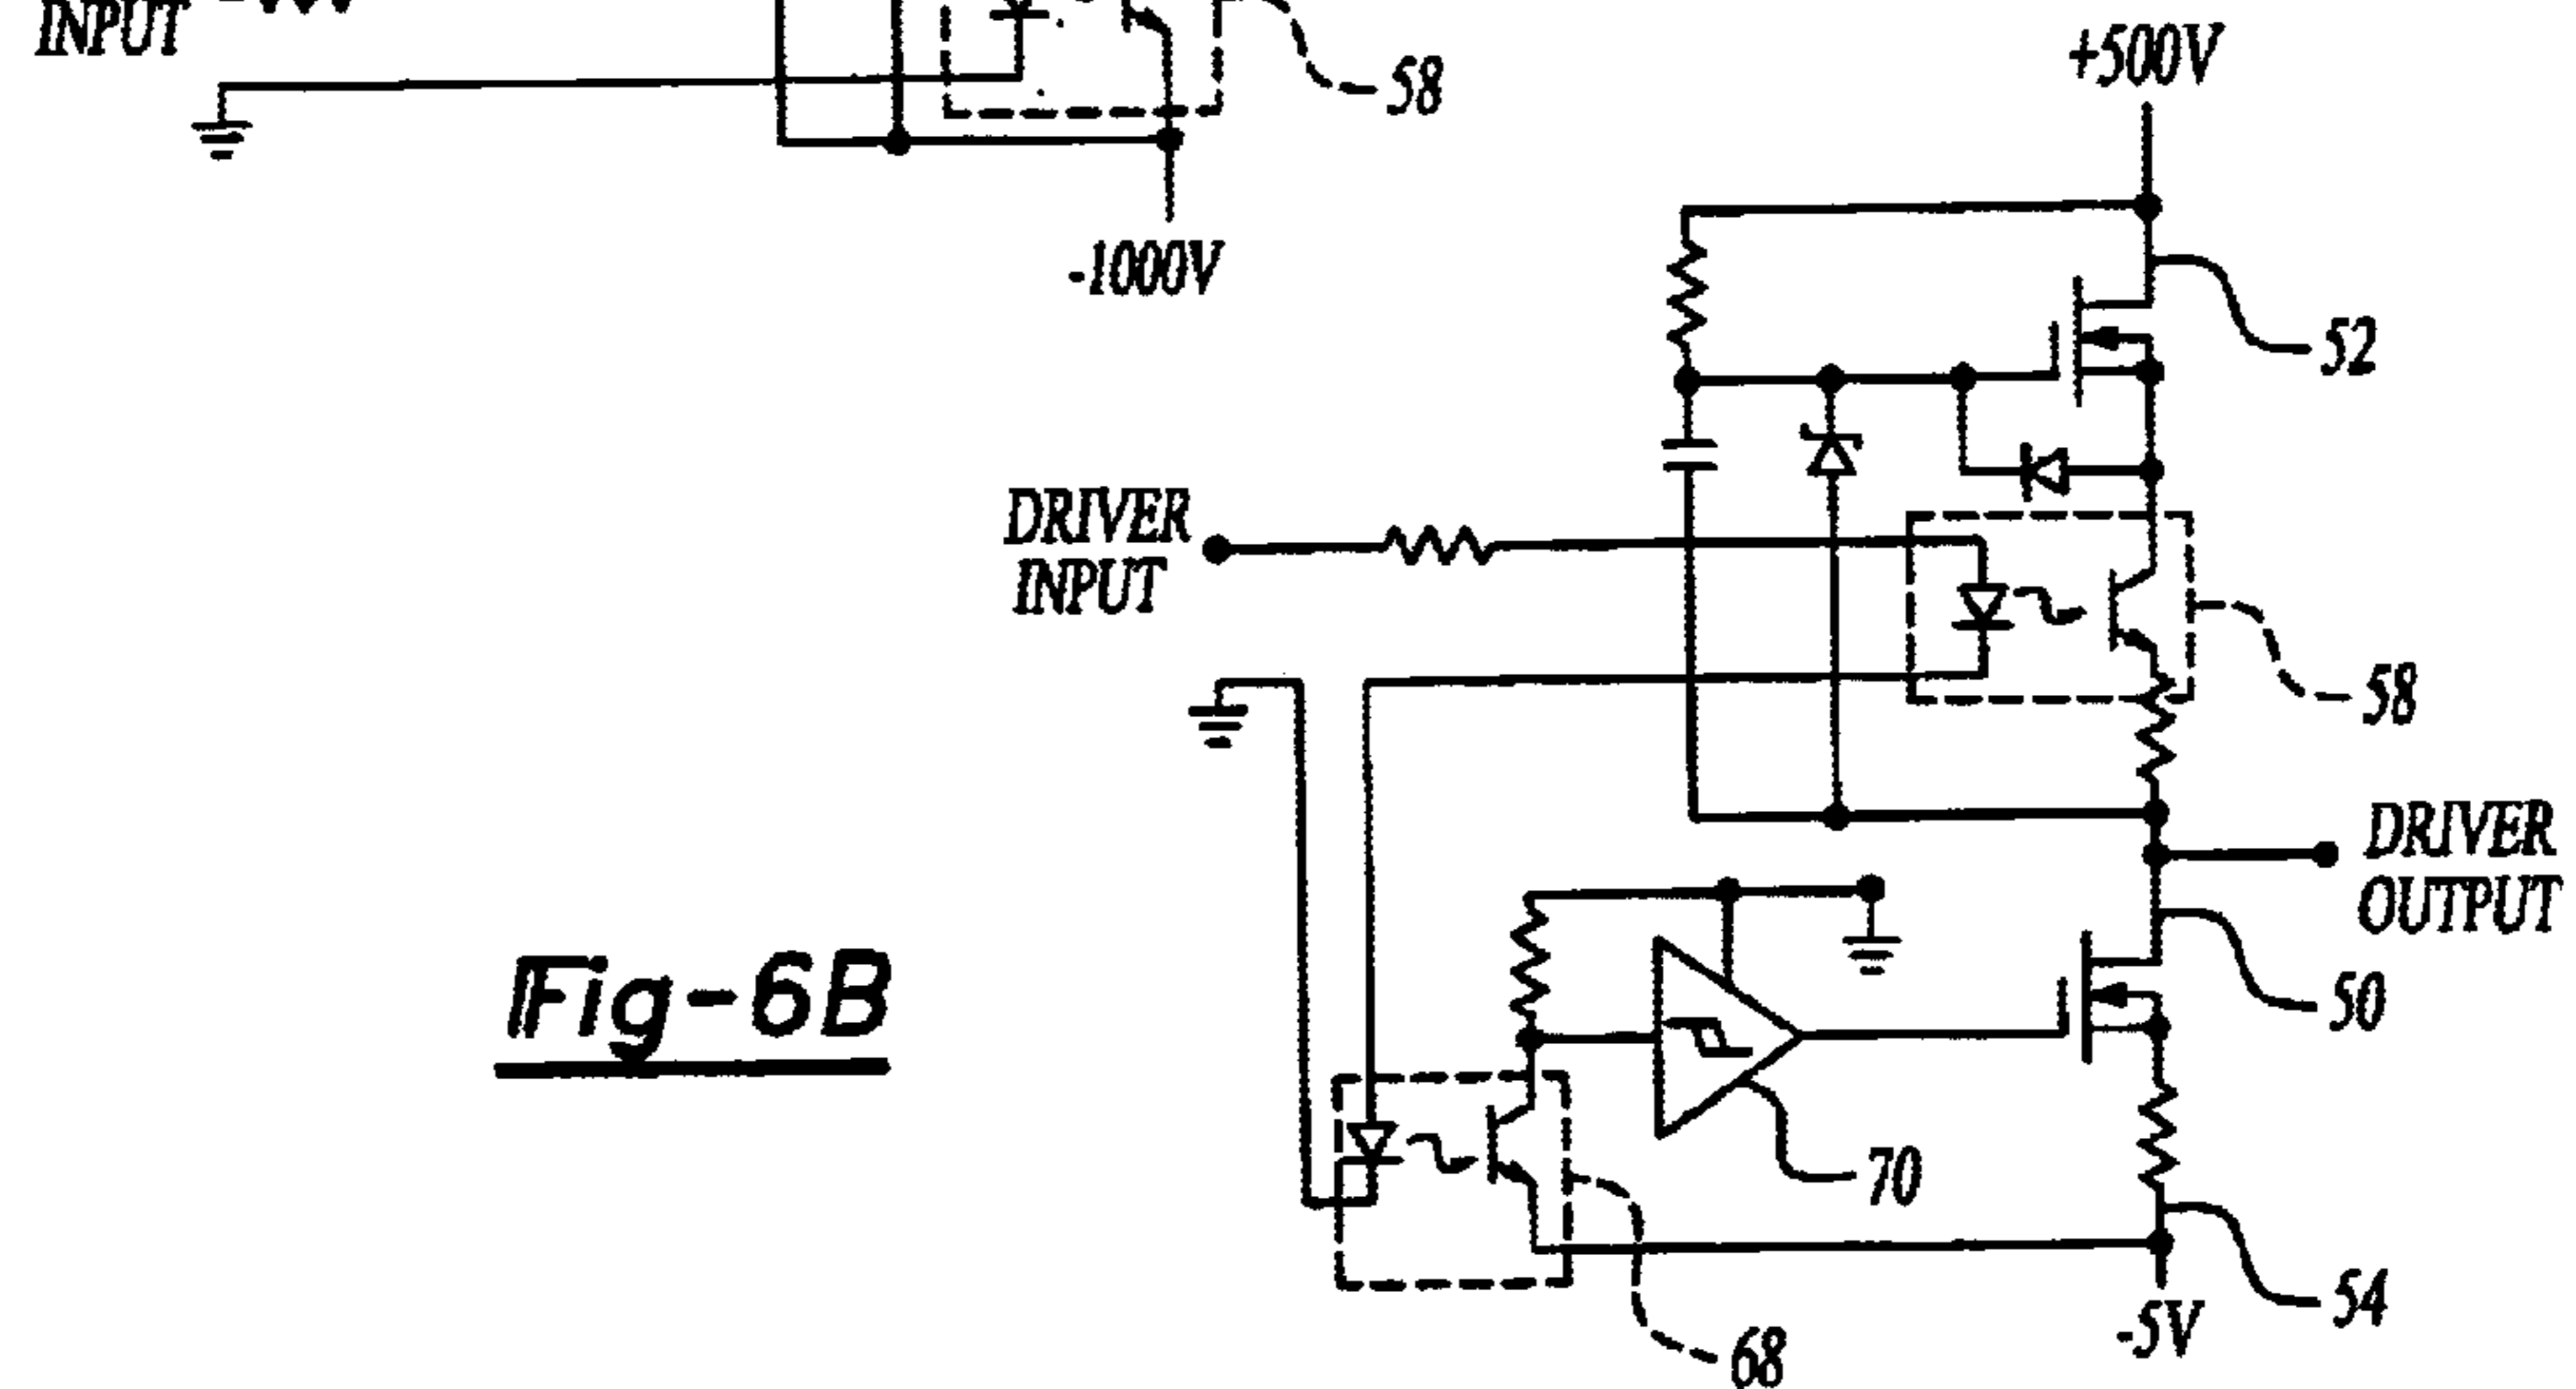 INPUT
58
-1000V
+500V
52
DRIVER
INPUT
58
DRIVER
OUTPUT
50
70
54
-5V
68
Fig-6B